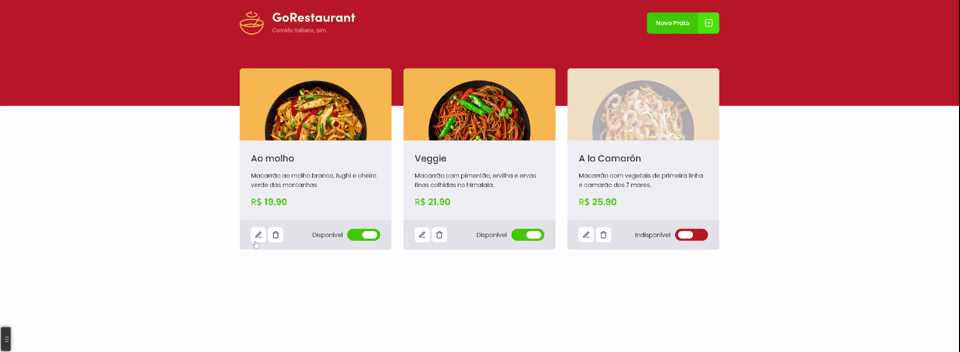 GoRestaurant
Comida Italiana, sim.
Novo Prato
Ao molho
Macarrão ao molho branco, fughi e cheiro
verde das montanhas
R$ 19.90
Disponível
Veggie
Macarrão com pimentão, ervilha e ervas
finas colhidas no himalaia.
R$ 21.90
Disponível
A la Camarón
Macarrão com vegetais de primeira linha
e camarão dos 7 mares.
R$ 25.90
Indisponível